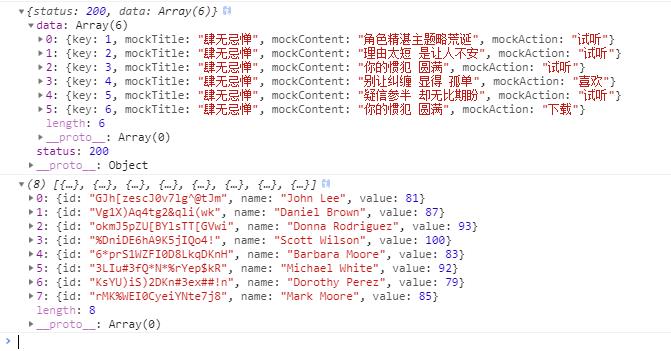 {status: 200, data: Array(6)}
data: Array(6)
0: {key: 1, mockTitle: "肆无忌惮", mockContent: "角色精湛主题略荒诞", mockAction: "试听"}
1: {key: 2, mockTitle: "肆无忌惮", mockContent: "理由太短 是让人不安", mockAction: "试听"}
2: {key: 3, mockTitle: "肆无忌惮", mockContent: "你的惯犯 圆满", mockAction: "试听"}
3: {key: 4, mockTitle: "肆无忌惮", mockContent: "别让纠缠 显得 孤单", mockAction: "喜欢"}
4: {key: 5, mockTitle: "肆无忌惮", mockContent: "疑信参半 却无比期盼", mockAction: "试听"}
5: {key: 6, mockTitle: "肆无忌惮", mockContent: "你的惯犯 圆满", mockAction: "下载"}
length: 6
__proto__: Array(0)
status: 200
__proto__: Object
(8) [{…}, {…}, {…}, {…}, {…}, {…}, {…}, {…}]
0: {id: "GJh[zescJ0v7lg^@tJm", name: "John Lee", value: 81}
1: {id: "Vg1X)Aq4tg2&qli(wk", name: "Daniel Brown", value: 87}
2: {id: "okmJ5pZU[BYlsTT[GVwi", name: "Donna Rodriguez", value: 93}
3: {id: "%DniDE6hA9K5jIQo4!", name: "Scott Wilson", value: 100}
4: {id: "6*prS1WZFI0D8LkqDKnH", name: "Barbara Moore", value: 83}
5: {id: "3LIu#3fQ*N*%rYep$kR", name: "Michael White", value: 92}
6: {id: "KsYU)iS)2DKn#3ex##!n", name: "Dorothy Perez", value: 79}
7: {id: "rMK%WEI0CyeiYNte7j8", name: "Mark Moore", value: 85}
length: 8
__proto__: Array(0)